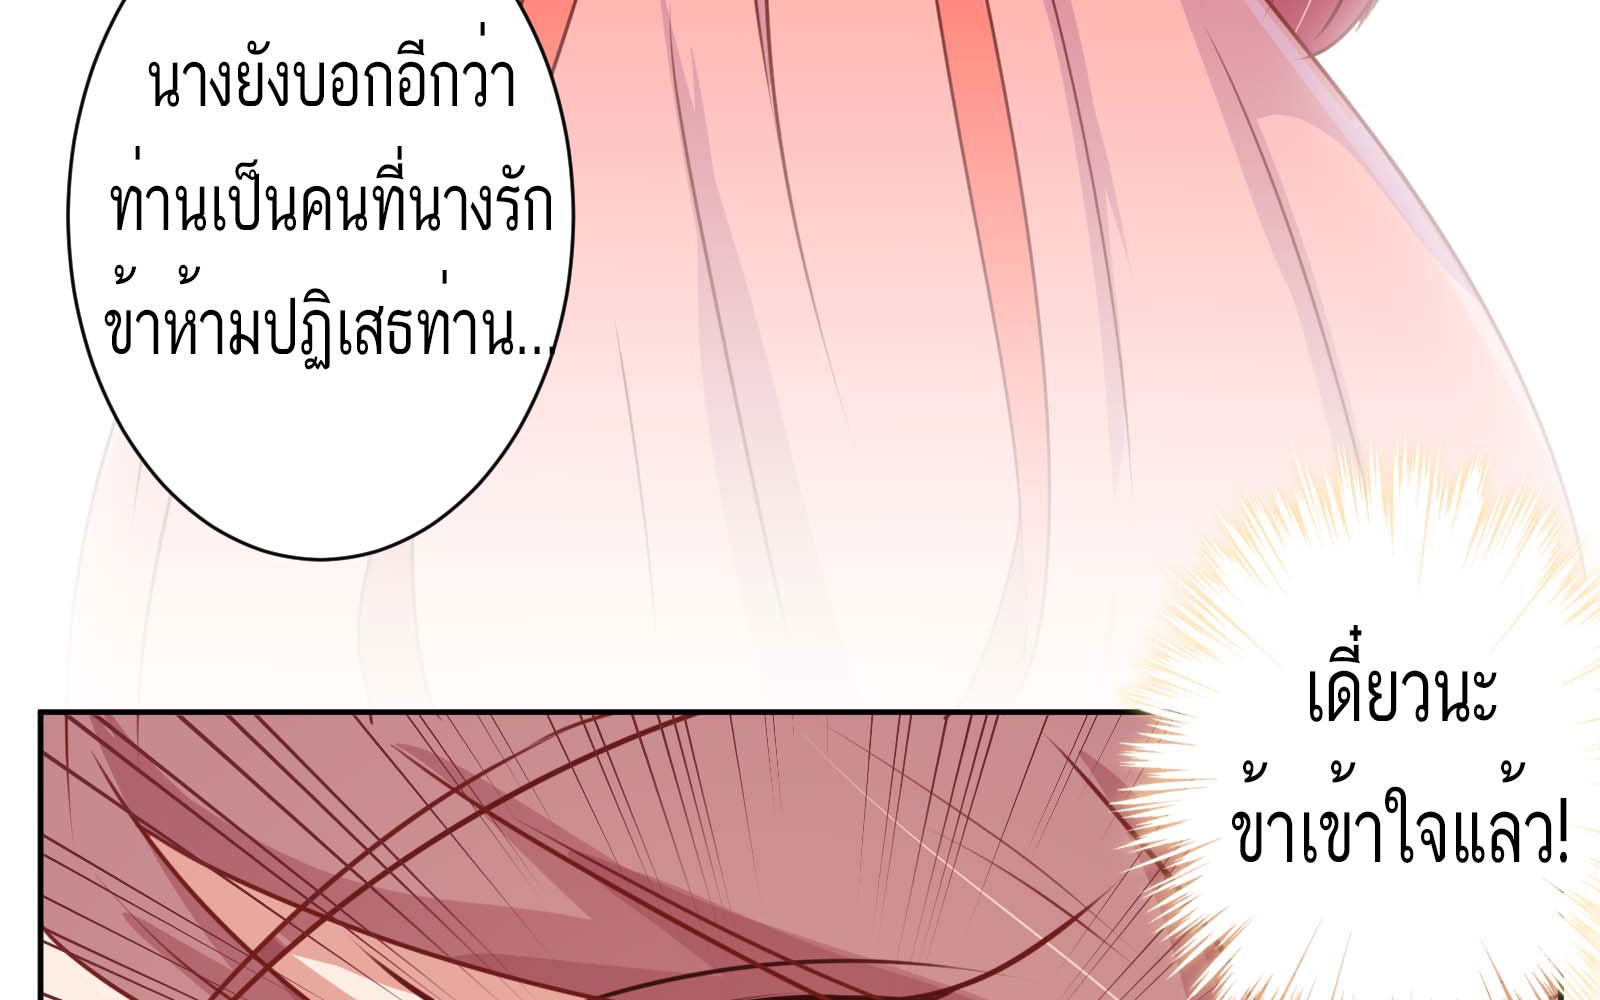 นางยังบอกอีกว่า
ท่านเป็นคนที่นางรัก
ข้าห้ามปฏิเสธท่าน...
เดี๋ยวนะ
ข้าเข้าใจแล้ว!